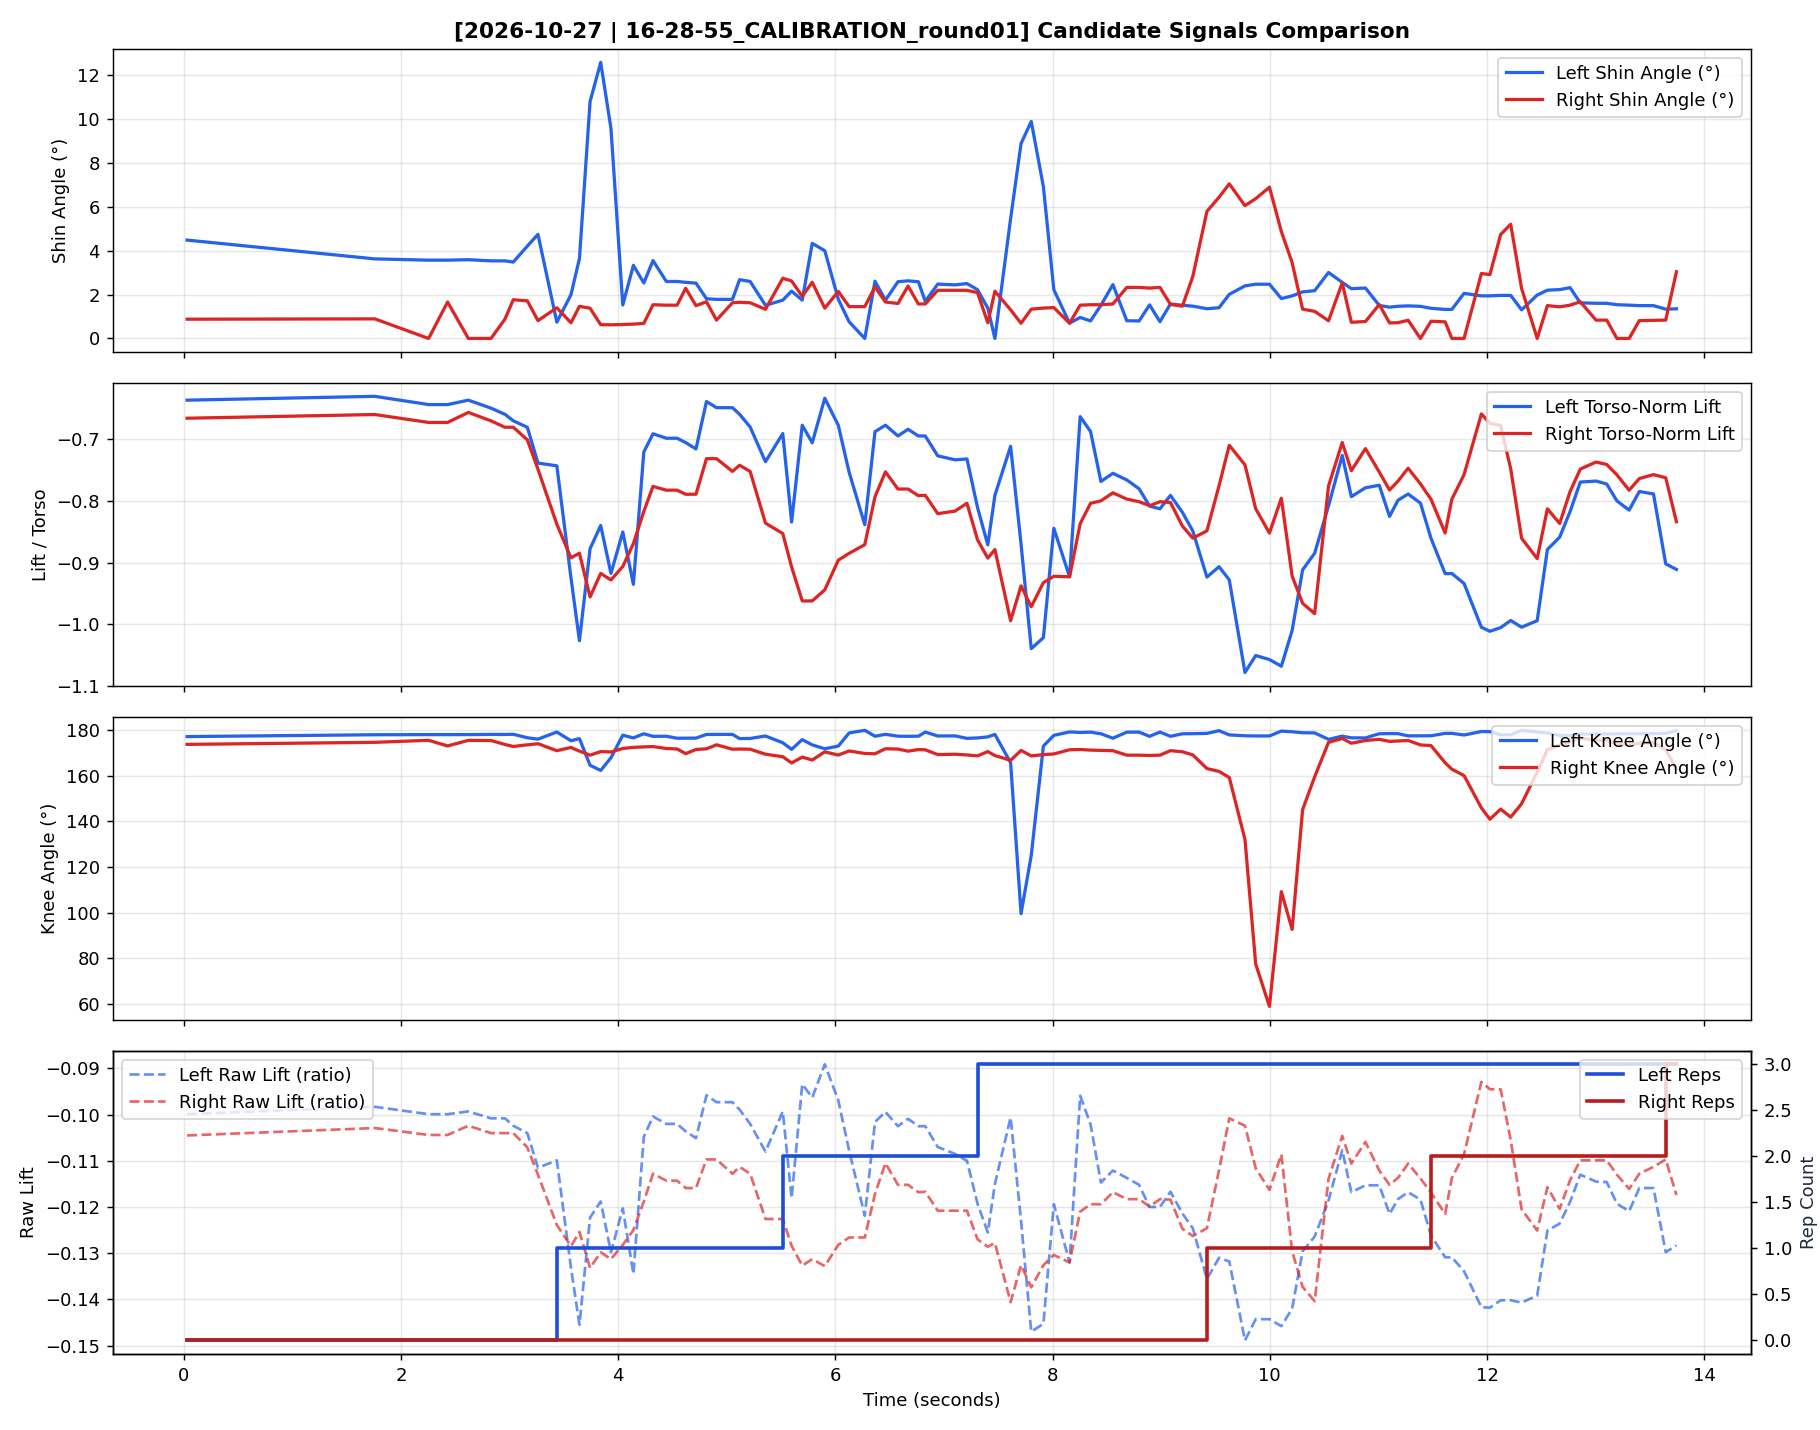 [2026-10-27 | 16-28-55_CALIBRATION_round01] Candidate Signals Comparison
Shin Angle (°)
12
10
8
6
4
2
0
Left Shin Angle (°)
Right Shin Angle (°)
Lift / Torso
−0.7
−0.8
−0.9
−1.0
−1.1
Left Torso-Norm Lift
Right Torso-Norm Lift
Knee Angle (°)
180
160
140
120
100
80
60
Left Knee Angle (°)
Right Knee Angle (°)
Raw Lift
−0.09
−0.10
−0.11
−0.12
−0.13
−0.14
−0.15
Left Raw Lift (ratio)
Right Raw Lift (ratio)
Left Reps
Right Reps
3.0
2.5
2.0
1.5
1.0
0.5
0.0
Rep Count
0 2 4 6 8 10 12 14
Time (seconds)